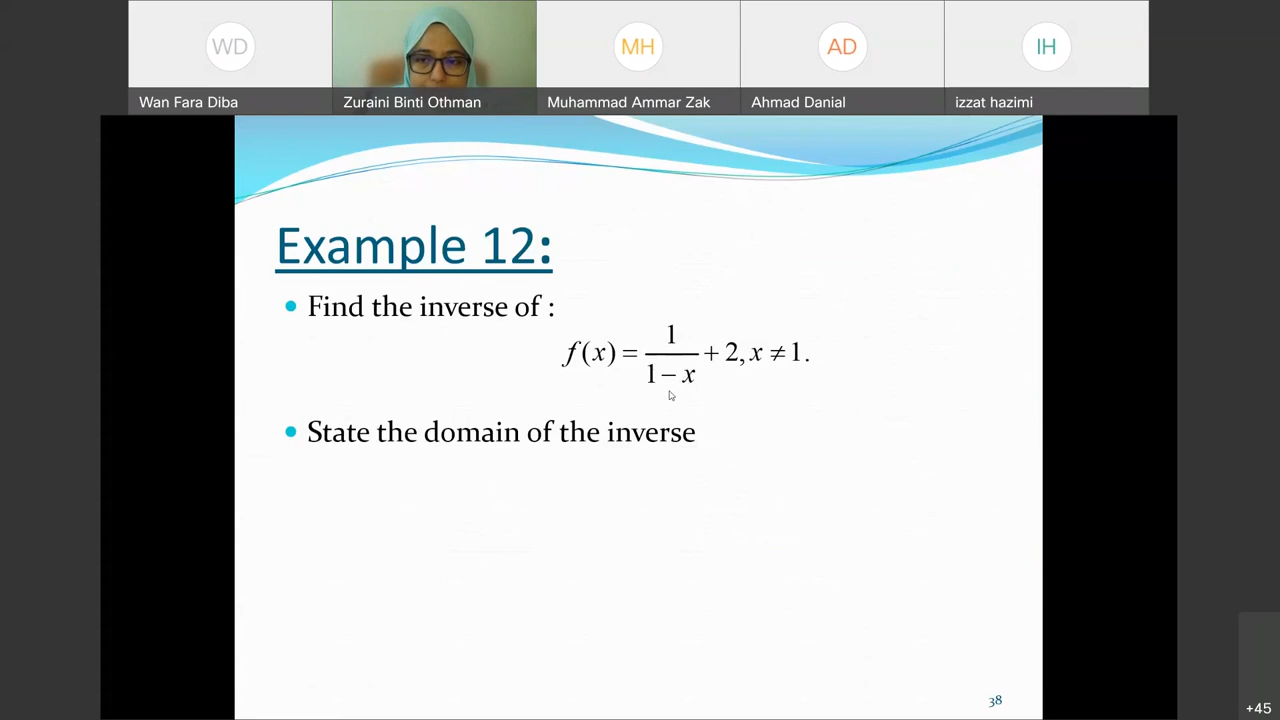 WD
MH
AD
IH
Wan Fara Diba
Zuraini Binti Othman
Muhammad Ammar Zak
Ahmad Danial
izzat hazimi
Example 12:
• Find the inverse of :
f(x) = 1/(1 − x) + 2, x ≠ 1.
• State the domain of the inverse
38
+45